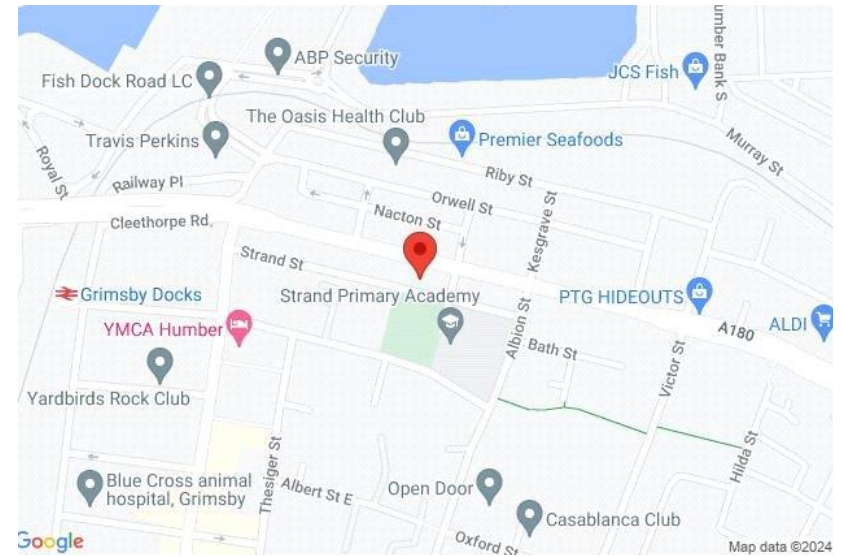 ABP Security
umber Bank S
Fish Dock Road LC
JCS Fish
The Oasis Health Club
Travis Perkins
Premier Seafoods
Murray St
Royal St
Riby St
Railway Pl
Orwell St
Kesgrave St
Nacton St
Cleethorpe Rd
Strand St
Grimsby Docks
Strand Primary Academy
PTG HIDEOUTS
YMCA Humber
A180
ALDI
Albion St
Bath St
Victor St
Yardbirds Rock Club
Thesiger St
Hilda St
Blue Cross animal
hospital, Grimsby
Albert St E
Open Door
Casablanca Club
Oxford St
Google
Map data ©2024